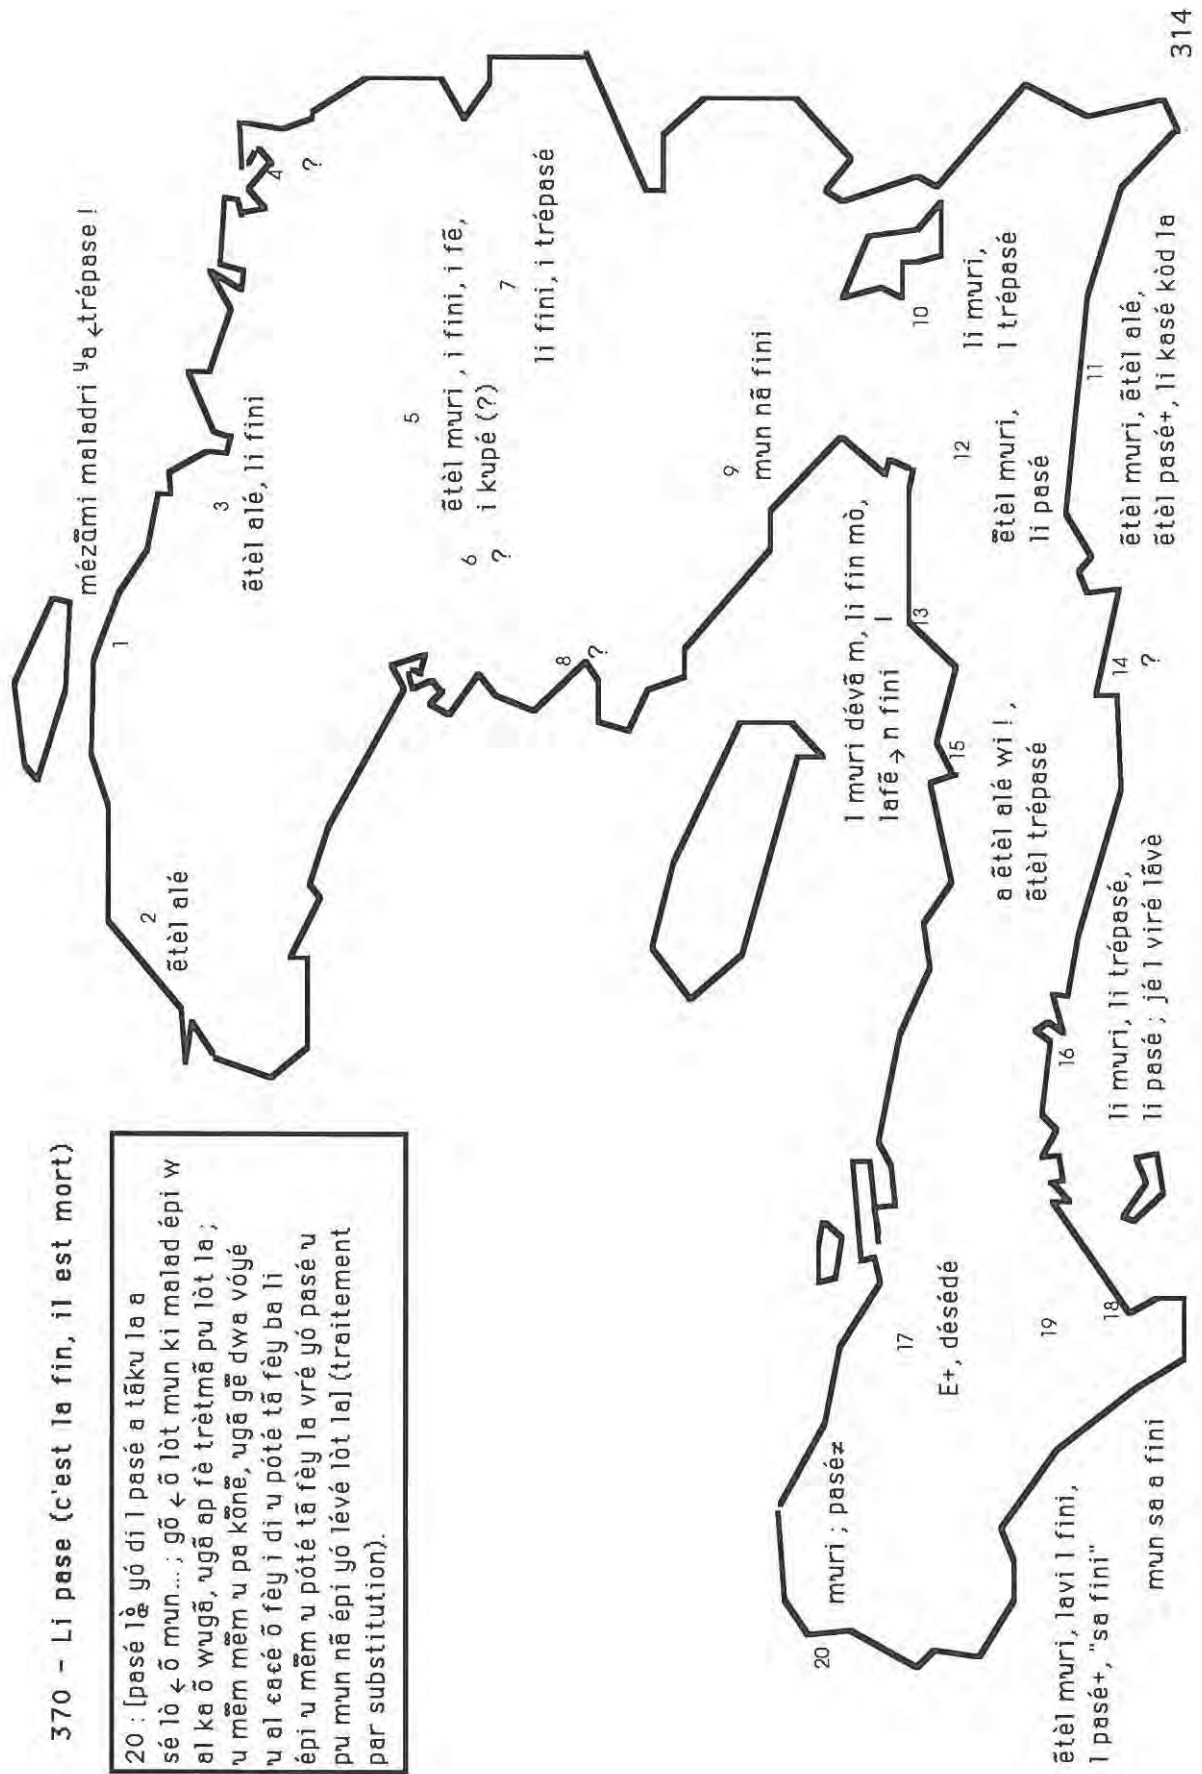 370 – Li pase (c'est la fin, il est mort)
20 : [pasé lœ̀̃ yó di l pasé a tãku la a
sé lò ← õ mun... ; gõ ← õ lòt mun ki malad épi w
al ka õ wugã, ugã ap fè trètmã pu lòt la ;
u mẽm mẽm u pa kõnẽ, ugã gẽ dwa vóyé
u al ɛaɛé õ fèy i di u póté tã fèy ba li
épi u mẽm u póté tã fèy la vré yó pasé u
pu mun nã épi yó lévé lòt la] (traitement
par substitution).
mézãmi maladri ʸa ← trépase !
1
2
ẽtèl alé
3
ẽtèl alé, li fini
4
?
5
ẽtèl muri, i fini, i fẽ,
i kupé (?)
6
?
7
li fini, i trépasé
8
?
9
mun nã fini
10
li muri,
l trépasé
11
ẽtèl muri, ẽtèl alé,
ẽtèl pasé+, li kasé kòd la
12
ẽtèl muri,
li pasé
l muri dévã m, li fin mò,
lafẽ → n fini l
13
14
?
15
a ẽtèl alé wi !,
ẽtèl trépasé
16
li muri, li trépasé,
li pasé ; jé l viré lãvè
17
E+, désédé
18
19
mun sa a fini
20
muri ; pasé≠
ẽtèl muri, lavi l fini,
l pasé+, "sa fini"
314